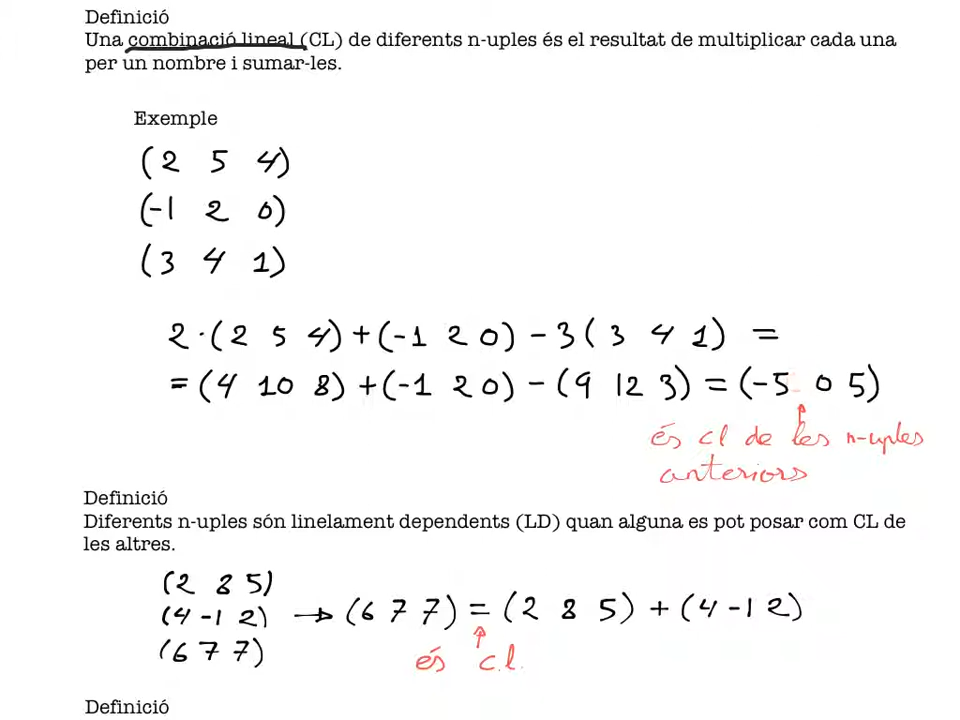 Definició
Una combinació lineal (CL) de diferents n-uples és el resultat de multiplicar cada una
per un nombre i sumar-les.
Exemple
(2 5 4)
(-1 2 0)
(3 4 1)
2·(2 5 4)+(-1 2 0) - 3(3 4 1) =
= (4 10 8)+(-1 2 0) - (9 12 3) = (-5 0 5)
és cl de les n-uples
anteriors
Definició
Diferents n-uples són linelament dependents (LD) quan alguna es pot posar com CL de
les altres.
(2 8 5)
(4 -1 2) → (6 7 7) = (2 8 5) + (4 -1 2)
(6 7 7)
és c.l.
Definició